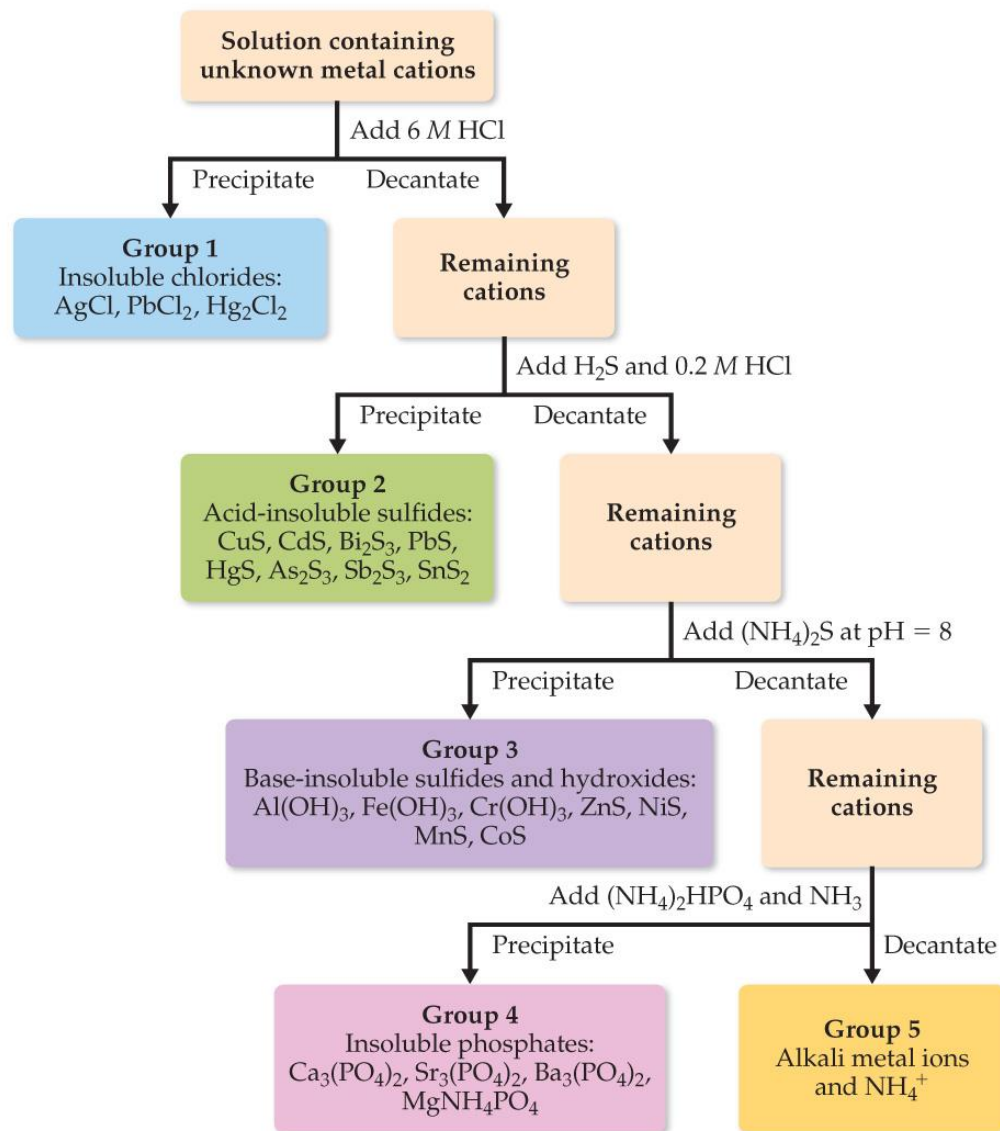 Solution containing
unknown metal cations
Add 6 M HCl
Precipitate
Decantate
Group 1
Insoluble chlorides:
AgCl, PbCl₂, Hg₂Cl₂
Remaining
cations
Add H₂S and 0.2 M HCl
Precipitate
Decantate
Group 2
Acid-insoluble sulfides:
CuS, CdS, Bi₂S₃, PbS,
HgS, As₂S₃, Sb₂S₃, SnS₂
Remaining
cations
Add (NH₄)₂S at pH = 8
Precipitate
Decantate
Group 3
Base-insoluble sulfides and hydroxides:
Al(OH)₃, Fe(OH)₃, Cr(OH)₃, ZnS, NiS,
MnS, CoS
Remaining
cations
Add (NH₄)₂HPO₄ and NH₃
Precipitate
Decantate
Group 4
Insoluble phosphates:
Ca₃(PO₄)₂, Sr₃(PO₄)₂, Ba₃(PO₄)₂,
MgNH₄PO₄
Group 5
Alkali metal ions
and NH₄⁺